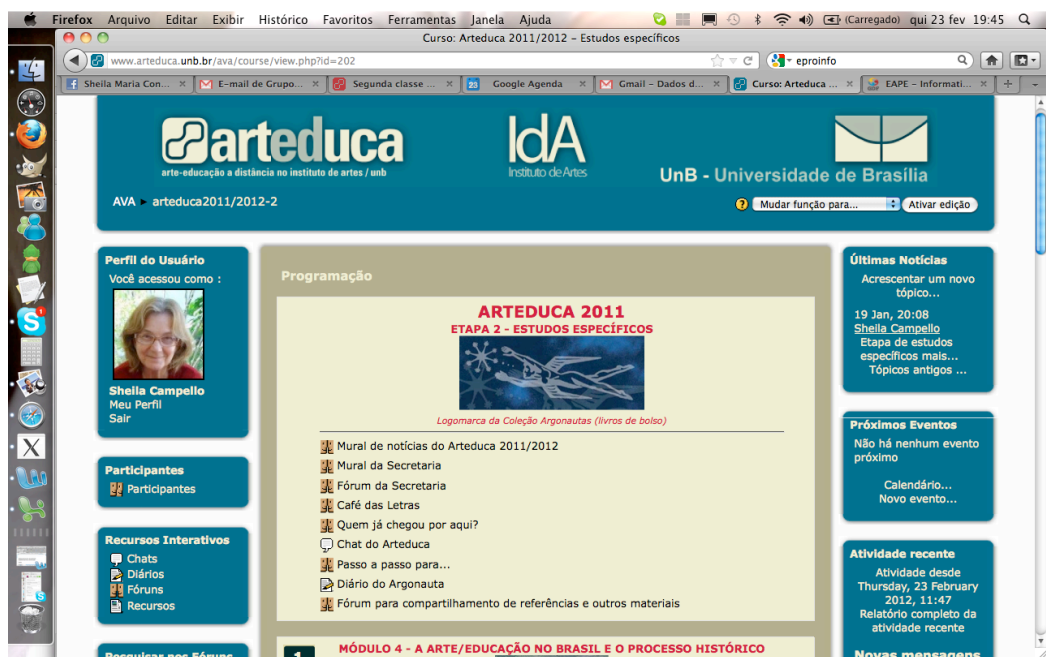 Firefox Arquivo Editar Exibir Histórico Favoritos Ferramentas Janela Ajuda (Carregado) qui 23 fev 19:45
Curso: Arteduca 2011/2012 – Estudos específicos
www.arteduca.unb.br/ava/course/view.php?id=202
eproinfo
Sheila Maria Con... × E-mail de Grupo... × Segunda classe ... × 23 Google Agenda × Gmail – Dados d... × Curso: Arteduca ... × EAPE – Informati... × +
arteduca
arte-educação a distância no instituto de artes / unb
IdA
Instituto de Artes
UnB - Universidade de Brasília
AVA ► arteduca2011/2012-2
Mudar função para...
Ativar edição
Perfil do Usuário
Você acessou como :
Sheila Campello
Meu Perfil
Sair
Participantes
Participantes
Recursos Interativos
Chats
Diários
Fóruns
Recursos
Pesquisar nos Fóruns
Programação
ARTEDUCA 2011
ETAPA 2 - ESTUDOS ESPECÍFICOS
Logomarca da Coleção Argonautas (livros de bolso)
Mural de notícias do Arteduca 2011/2012
Mural da Secretaria
Fórum da Secretaria
Café das Letras
Quem já chegou por aqui?
Chat do Arteduca
Passo a passo para...
Diário do Argonauta
Fórum para compartilhamento de referências e outros materiais
1
MÓDULO 4 - A ARTE/EDUCAÇÃO NO BRASIL E O PROCESSO HISTÓRICO
Últimas Notícias
Acrescentar um novo
tópico...
19 Jan, 20:08
Sheila Campello
Etapa de estudos
específicos mais...
Tópicos antigos ...
Próximos Eventos
Não há nenhum evento
próximo
Calendário...
Novo evento...
Atividade recente
Atividade desde
Thursday, 23 February
2012, 11:47
Relatório completo da
atividade recente
Novas mensagens